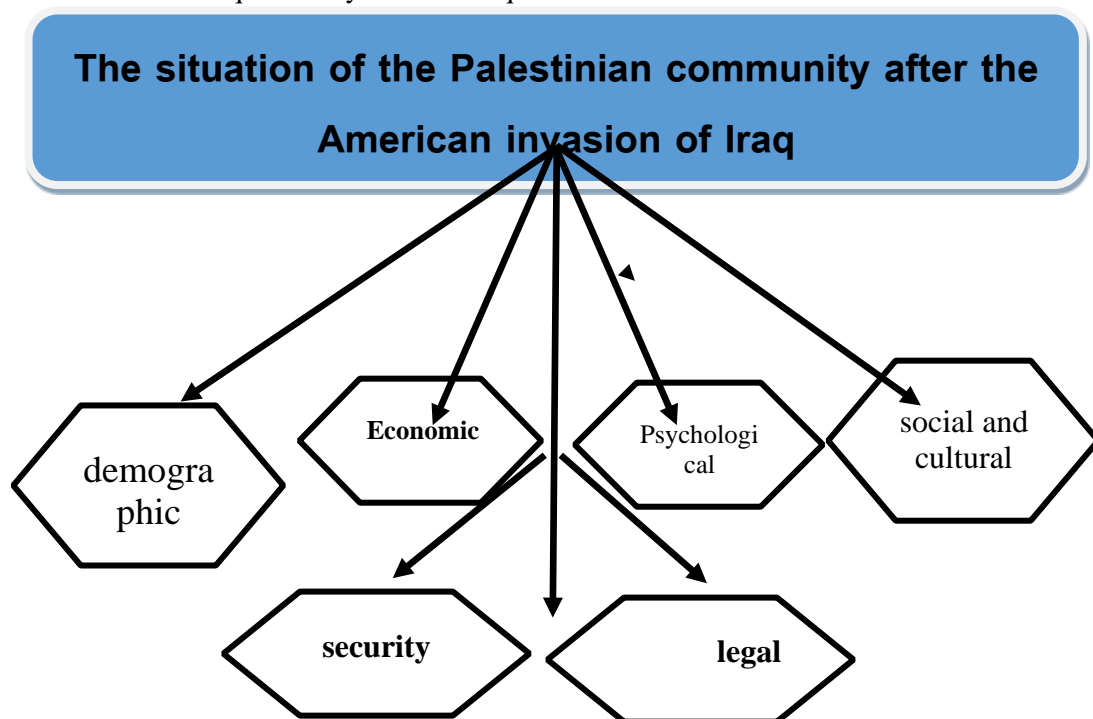 The situation of the Palestinian community after the
American invasion of Iraq
demogra
phic
Economic
Psychologi
cal
social and
cultural
security
legal